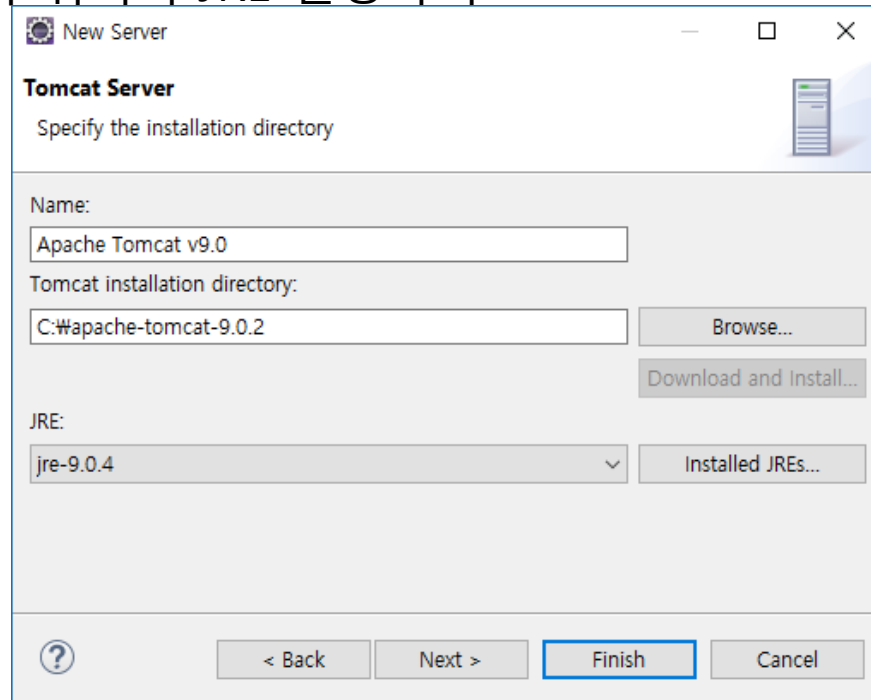 New Server
Tomcat Server
Specify the installation directory
Name:
Apache Tomcat v9.0
Tomcat installation directory:
C:₩apache-tomcat-9.0.2
Browse...
Download and Install...
JRE:
jre-9.0.4
Installed JREs...
< Back
Next >
Finish
Cancel